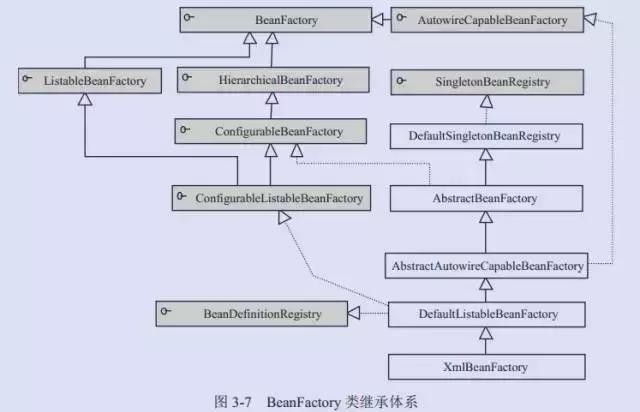 BeanFactory
AutowireCapableBeanFactory
ListableBeanFactory
HierarchicalBeanFactory
SingletonBeanRegistry
ConfigurableBeanFactory
DefaultSingletonBeanRegistry
ConfigurableListableBeanFactory
AbstractBeanFactory
AbstractAutowireCapableBeanFactory
BeanDefinitionRegistry
DefaultListableBeanFactory
XmlBeanFactory
图 3-7 BeanFactory 类继承体系